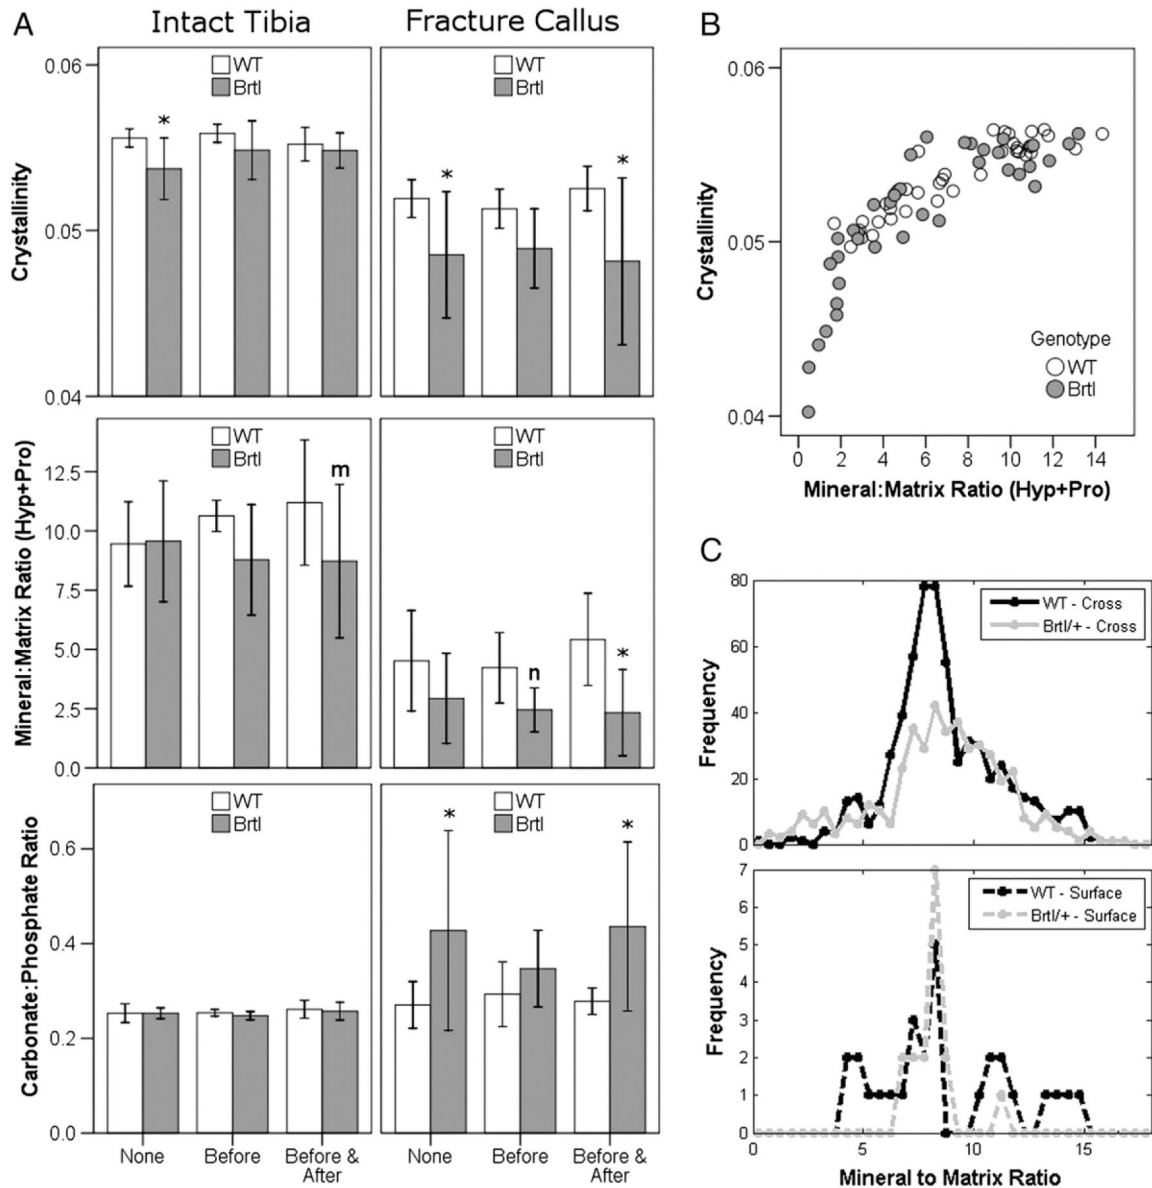 A
Intact Tibia
Fracture Callus
0.06
0.05
0.04
Crystallinity
WT
Brtl
*
WT
Brtl
*
*
12.5
10.0
7.5
5.0
2.5
0.0
Mineral:Matrix Ratio (Hyp+Pro)
WT
Brtl
m
WT
Brtl
n
*
0.6
0.4
0.2
0.0
Carbonate:Phosphate Ratio
WT
Brtl
WT
Brtl
*
*
None
Before
Before &
After
None
Before
Before &
After
B
0.06
0.05
0.04
Crystallinity
Genotype
WT
Brtl
0 2 4 6 8 10 12 14
Mineral:Matrix Ratio (Hyp+Pro)
C
80
60
40
20
0
Frequency
WT - Cross
Brtl/+ - Cross
7
6
5
4
3
2
1
0
Frequency
WT - Surface
Brtl/+ - Surface
0 5 10 15
Mineral to Matrix Ratio